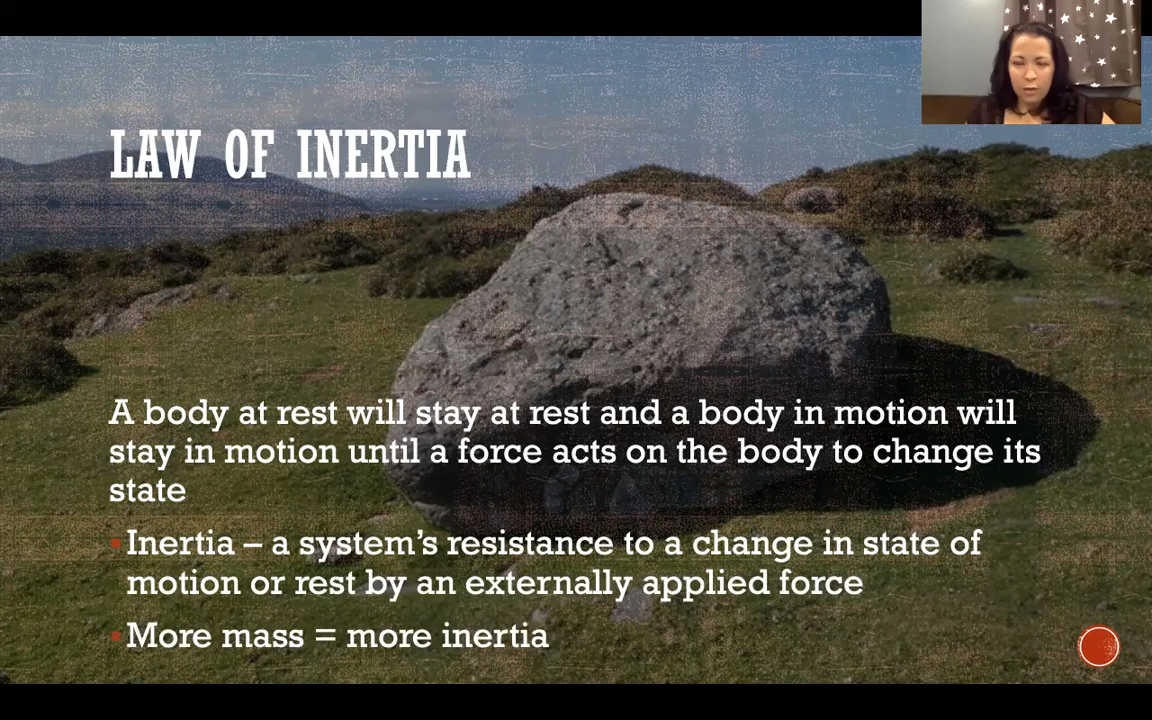 LAW OF INERTIA
A body at rest will stay at rest and a body in motion will
stay in motion until a force acts on the body to change its
state
Inertia – a system’s resistance to a change in state of
motion or rest by an externally applied force
More mass = more inertia